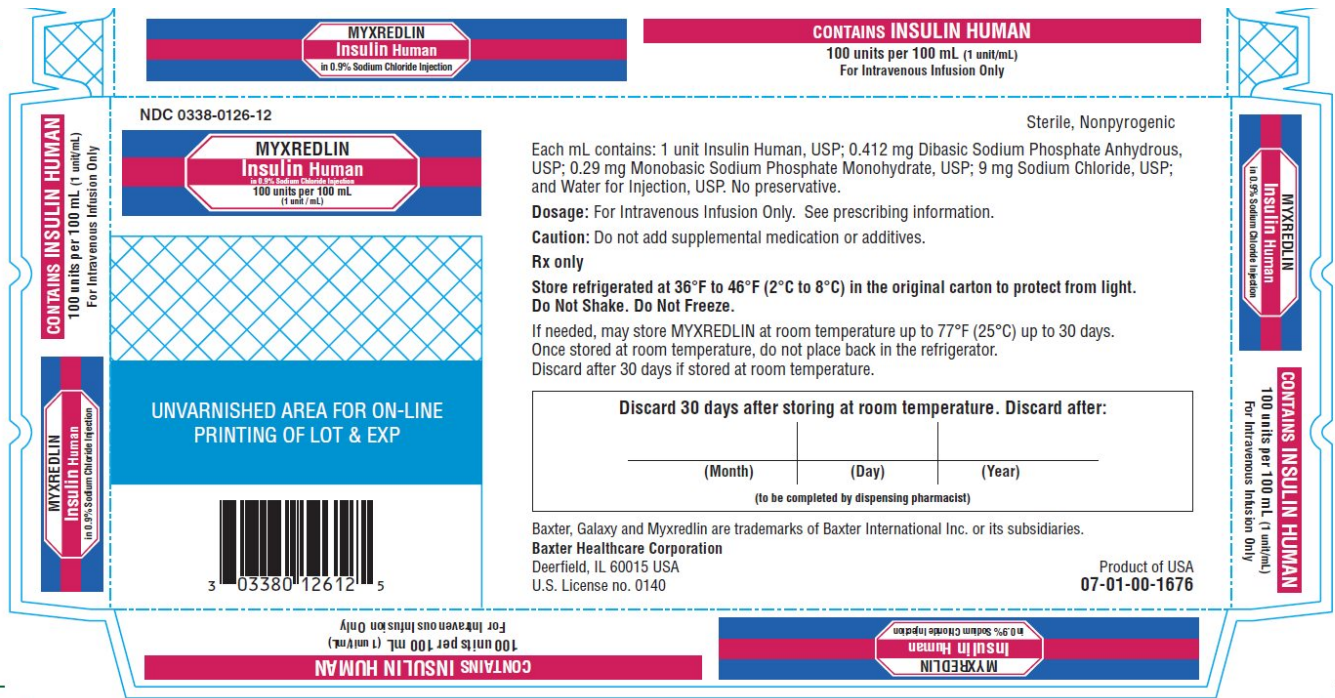 MYXREDLIN
Insulin Human
in 0.9% Sodium Chloride Injection
CONTAINS INSULIN HUMAN
100 units per 100 mL (1 unit/mL)
For Intravenous Infusion Only
CONTAINS INSULIN HUMAN
100 units per 100 mL (1 unit/mL)
For Intravenous Infusion Only
MYXREDLIN
Insulin Human
in 0.9% Sodium Chloride Injection
NDC 0338-0126-12
MYXREDLIN
Insulin Human
in 0.9% Sodium Chloride Injection
100 units per 100 mL
(1 unit / mL)
UNVARNISHED AREA FOR ON-LINE
PRINTING OF LOT & EXP
3 03380 12612 5
Sterile, Nonpyrogenic
Each mL contains: 1 unit Insulin Human, USP; 0.412 mg Dibasic Sodium Phosphate Anhydrous,
USP; 0.29 mg Monobasic Sodium Phosphate Monohydrate, USP; 9 mg Sodium Chloride, USP;
and Water for Injection, USP. No preservative.
Dosage: For Intravenous Infusion Only. See prescribing information.
Caution: Do not add supplemental medication or additives.
Rx only
Store refrigerated at 36°F to 46°F (2°C to 8°C) in the original carton to protect from light.
Do Not Shake. Do Not Freeze.
If needed, may store MYXREDLIN at room temperature up to 77°F (25°C) up to 30 days.
Once stored at room temperature, do not place back in the refrigerator.
Discard after 30 days if stored at room temperature.
Discard 30 days after storing at room temperature. Discard after:
(Month) (Day) (Year)
(to be completed by dispensing pharmacist)
Baxter, Galaxy and Myxredlin are trademarks of Baxter International Inc. or its subsidiaries.
Baxter Healthcare Corporation
Deerfield, IL 60015 USA
U.S. License no. 0140
Product of USA
07-01-00-1676
MYXREDLIN
Insulin Human
in 0.9% Sodium Chloride Injection
CONTAINS INSULIN HUMAN
100 units per 100 mL (1 unit/mL)
For Intravenous Infusion Only
CONTAINS INSULIN HUMAN
100 units per 100 mL (1 unit/mL)
For Intravenous Infusion Only
MYXREDLIN
Insulin Human
in 0.9% Sodium Chloride Injection